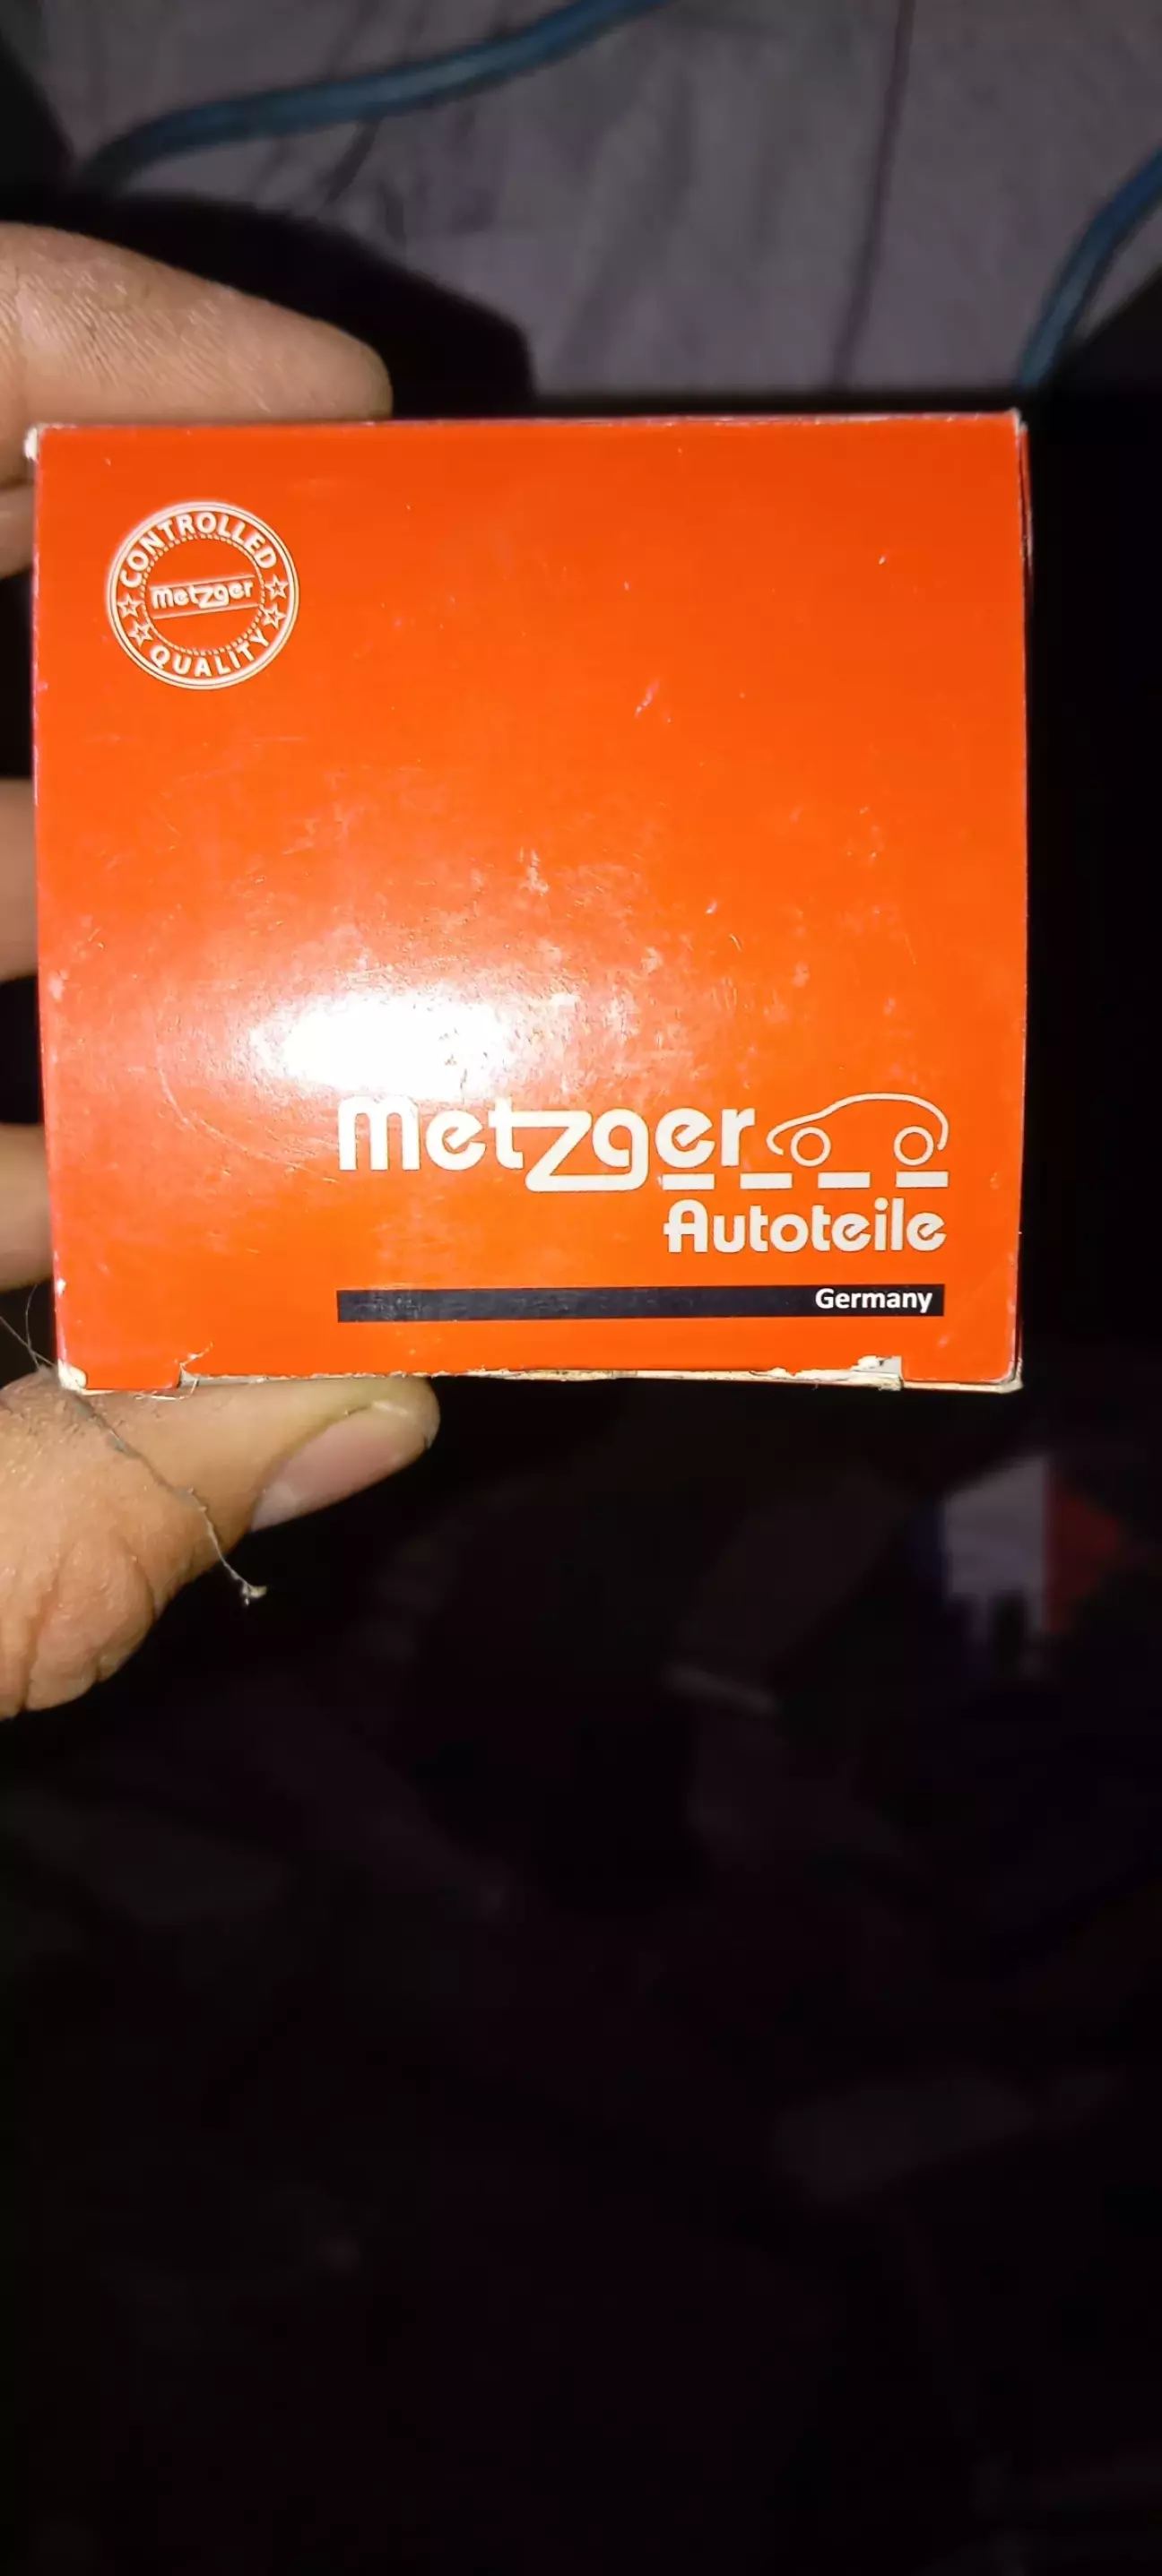 CONTROLLED
metzger
QUALITY
metzger
Autoteile
Germany